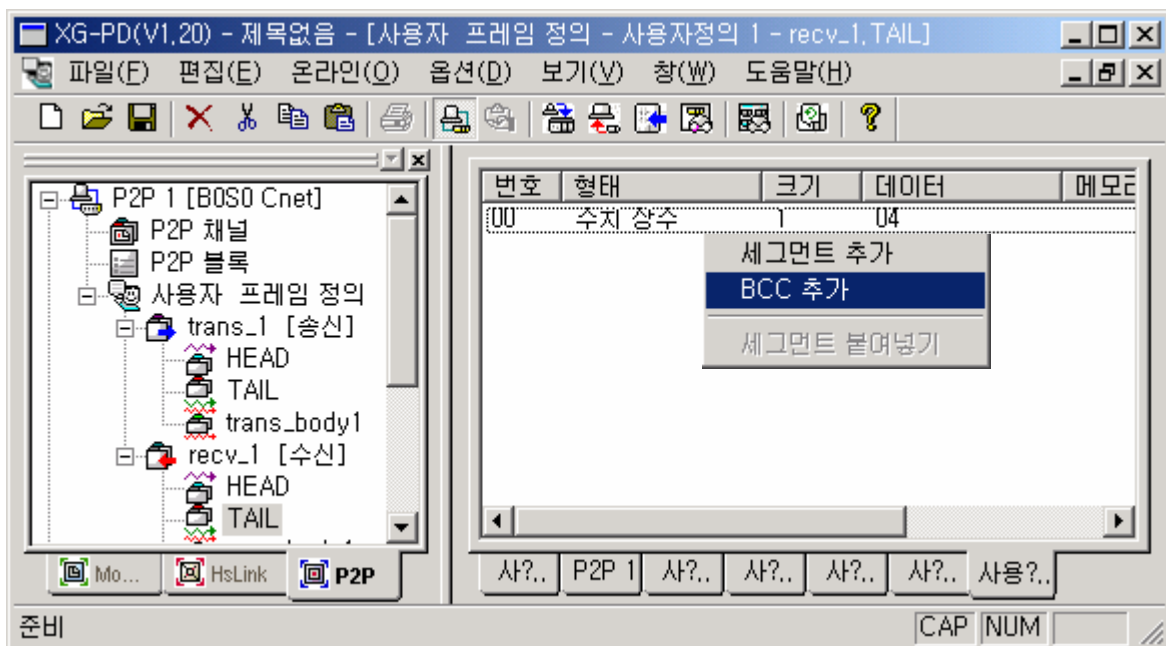 XG-PD(V1,20) - 제목없음 - [사용자 프레임 정의 - 사용자정의 1 - recv_1,TAIL]
파일(F) 편집(E) 온라인(O) 옵션(D) 보기(V) 창(W) 도움말(H)
P2P 1 [B0S0 Cnet]
P2P 채널
P2P 블록
사용자 프레임 정의
trans_1 [송신]
HEAD
TAIL
trans_body1
recv_1 [수신]
HEAD
TAIL
번호 형태 크기 데이터
00 수치 상수 1 04
세그먼트 추가
BCC 추가
세그먼트 붙여넣기
Mo... HsLink P2P
사?.. P2P 1 사?.. 사?.. 사?.. 사?.. 사용?..
준비 CAP NUM